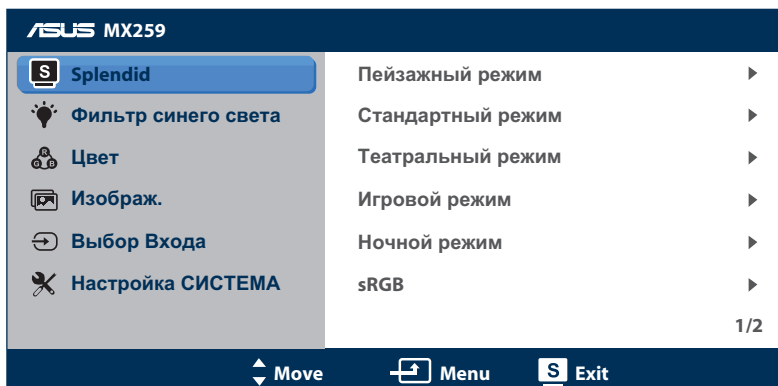 ASUS MX259
S Splendid
Фильтр синего света
R G B Цвет
Изображ.
Выбор Входа
Настройка СИСТЕМА
Пейзажный режим
Стандартный режим
Театральный режим
Игровой режим
Ночной режим
sRGB
1/2
Move Menu S Exit